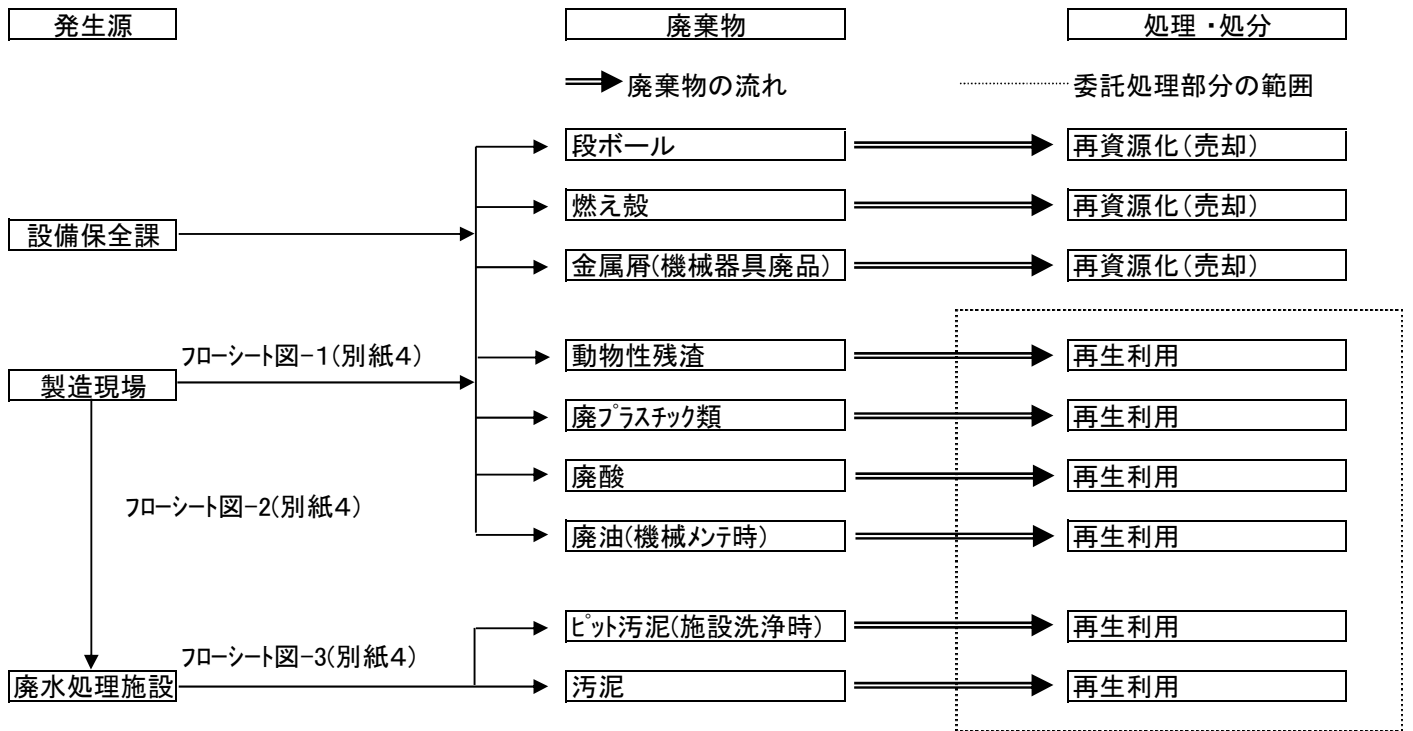 発生源 廃棄物 処理・処分
廃棄物の流れ 委託処理部分の範囲
段ボール 再資源化(売却)
燃え殻 再資源化(売却)
設備保全課
金属屑(機械器具廃品) 再資源化(売却)
フローシート図-1(別紙4) 動物性残渣 再生利用
製造現場
廃プラスチック類 再生利用
廃酸 再生利用
フローシート図-2(別紙4)
廃油(機械メンテ時) 再生利用
ピット汚泥(施設洗浄時) 再生利用
フローシート図-3(別紙4)
廃水処理施設 汚泥 再生利用